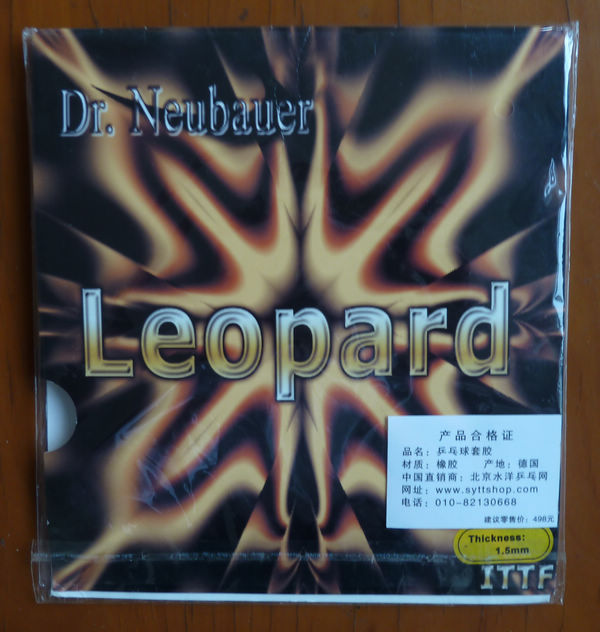 Dr. Neubauer
Leopard
产品合格证
品名：乒乓球套胶
材质：橡胶 产地：德国
中国直销商：北京水洋乒乓网
网址：www.syttshop.com
电话：010-82130668
建议零售价：498元
Thickness:
1.5mm
ITTF